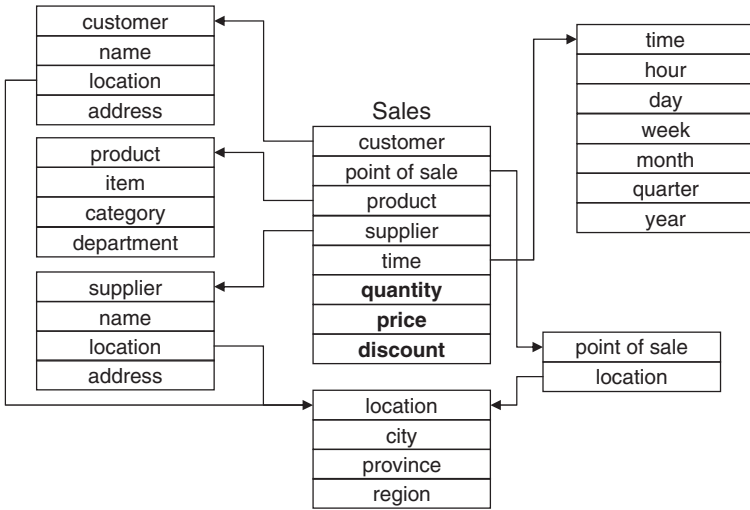 customer
name
location
address
product
item
category
department
supplier
name
location
address
Sales
customer
point of sale
product
supplier
time
quantity
price
discount
time
hour
day
week
month
quarter
year
point of sale
location
location
city
province
region